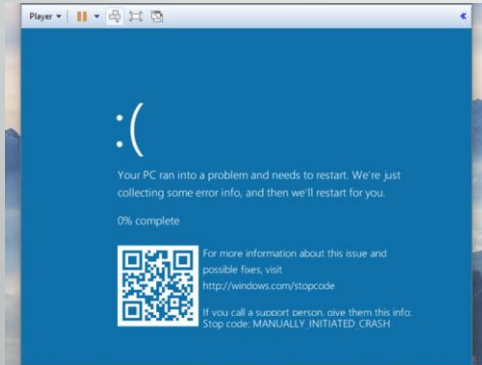 Player
:(
Your PC ran into a problem and needs to restart. We're just
collecting some error info, and then we'll restart for you.
0% complete
For more information about this issue and
possible fixes, visit
http://windows.com/stopcode
If you call a support person, give them this info:
Stop code: MANUALLY_INITIATED_CRASH